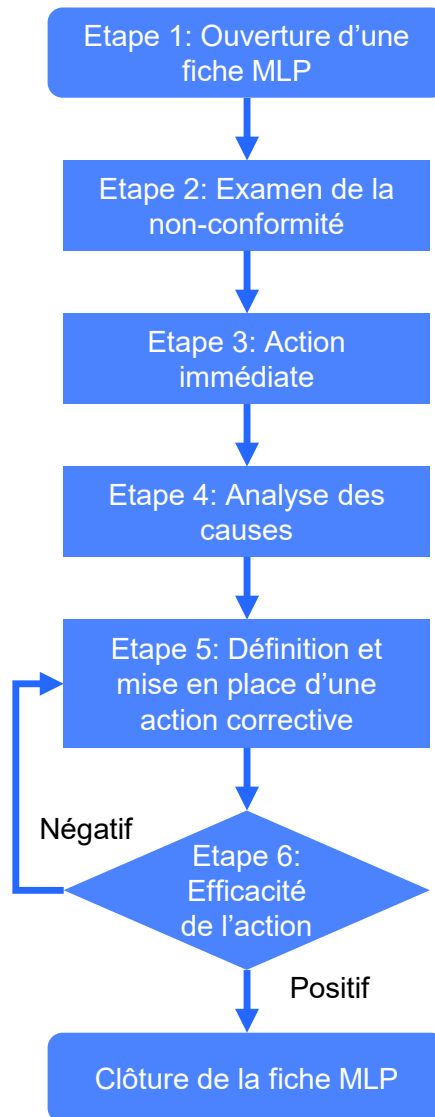 Etape 1: Ouverture d’une
fiche MLP
Etape 2: Examen de la
non-conformité
Etape 3: Action
immédiate
Etape 4: Analyse des
causes
Etape 5: Définition et
mise en place d’une
action corrective
Négatif
Etape 6:
Efficacité
de l’action
Positif
Clôture de la fiche MLP